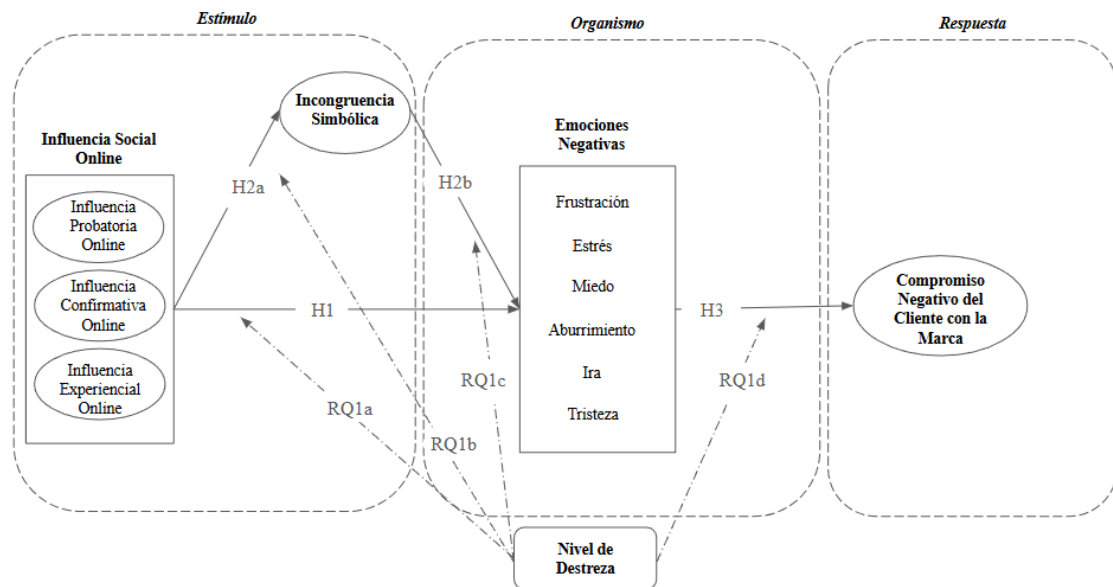 Estímulo
Organismo
Respuesta
Incongruencia
Simbólica
Influencia Social
Online
Influencia
Probatoria
Online
Influencia
Confirmativa
Online
Influencia
Experiencial
Online
H2a
H2b
H1
RQ1a
RQ1b
RQ1c
Emociones
Negativas
Frustración
Estrés
Miedo
Aburrimiento
Ira
Tristeza
H3
RQ1d
Compromiso
Negativo del
Cliente con la
Marca
Nivel de
Destreza